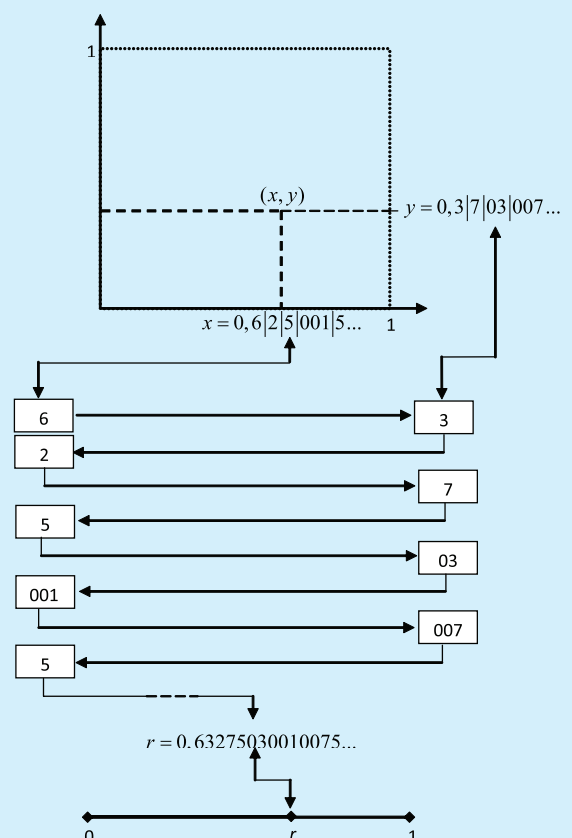 1
(x, y)
y = 0,3|7|03|007...
x = 0,6|2|5|001|5...
1
6
3
2
7
5
03
001
007
5
r = 0.63275030010075...
0
r
1